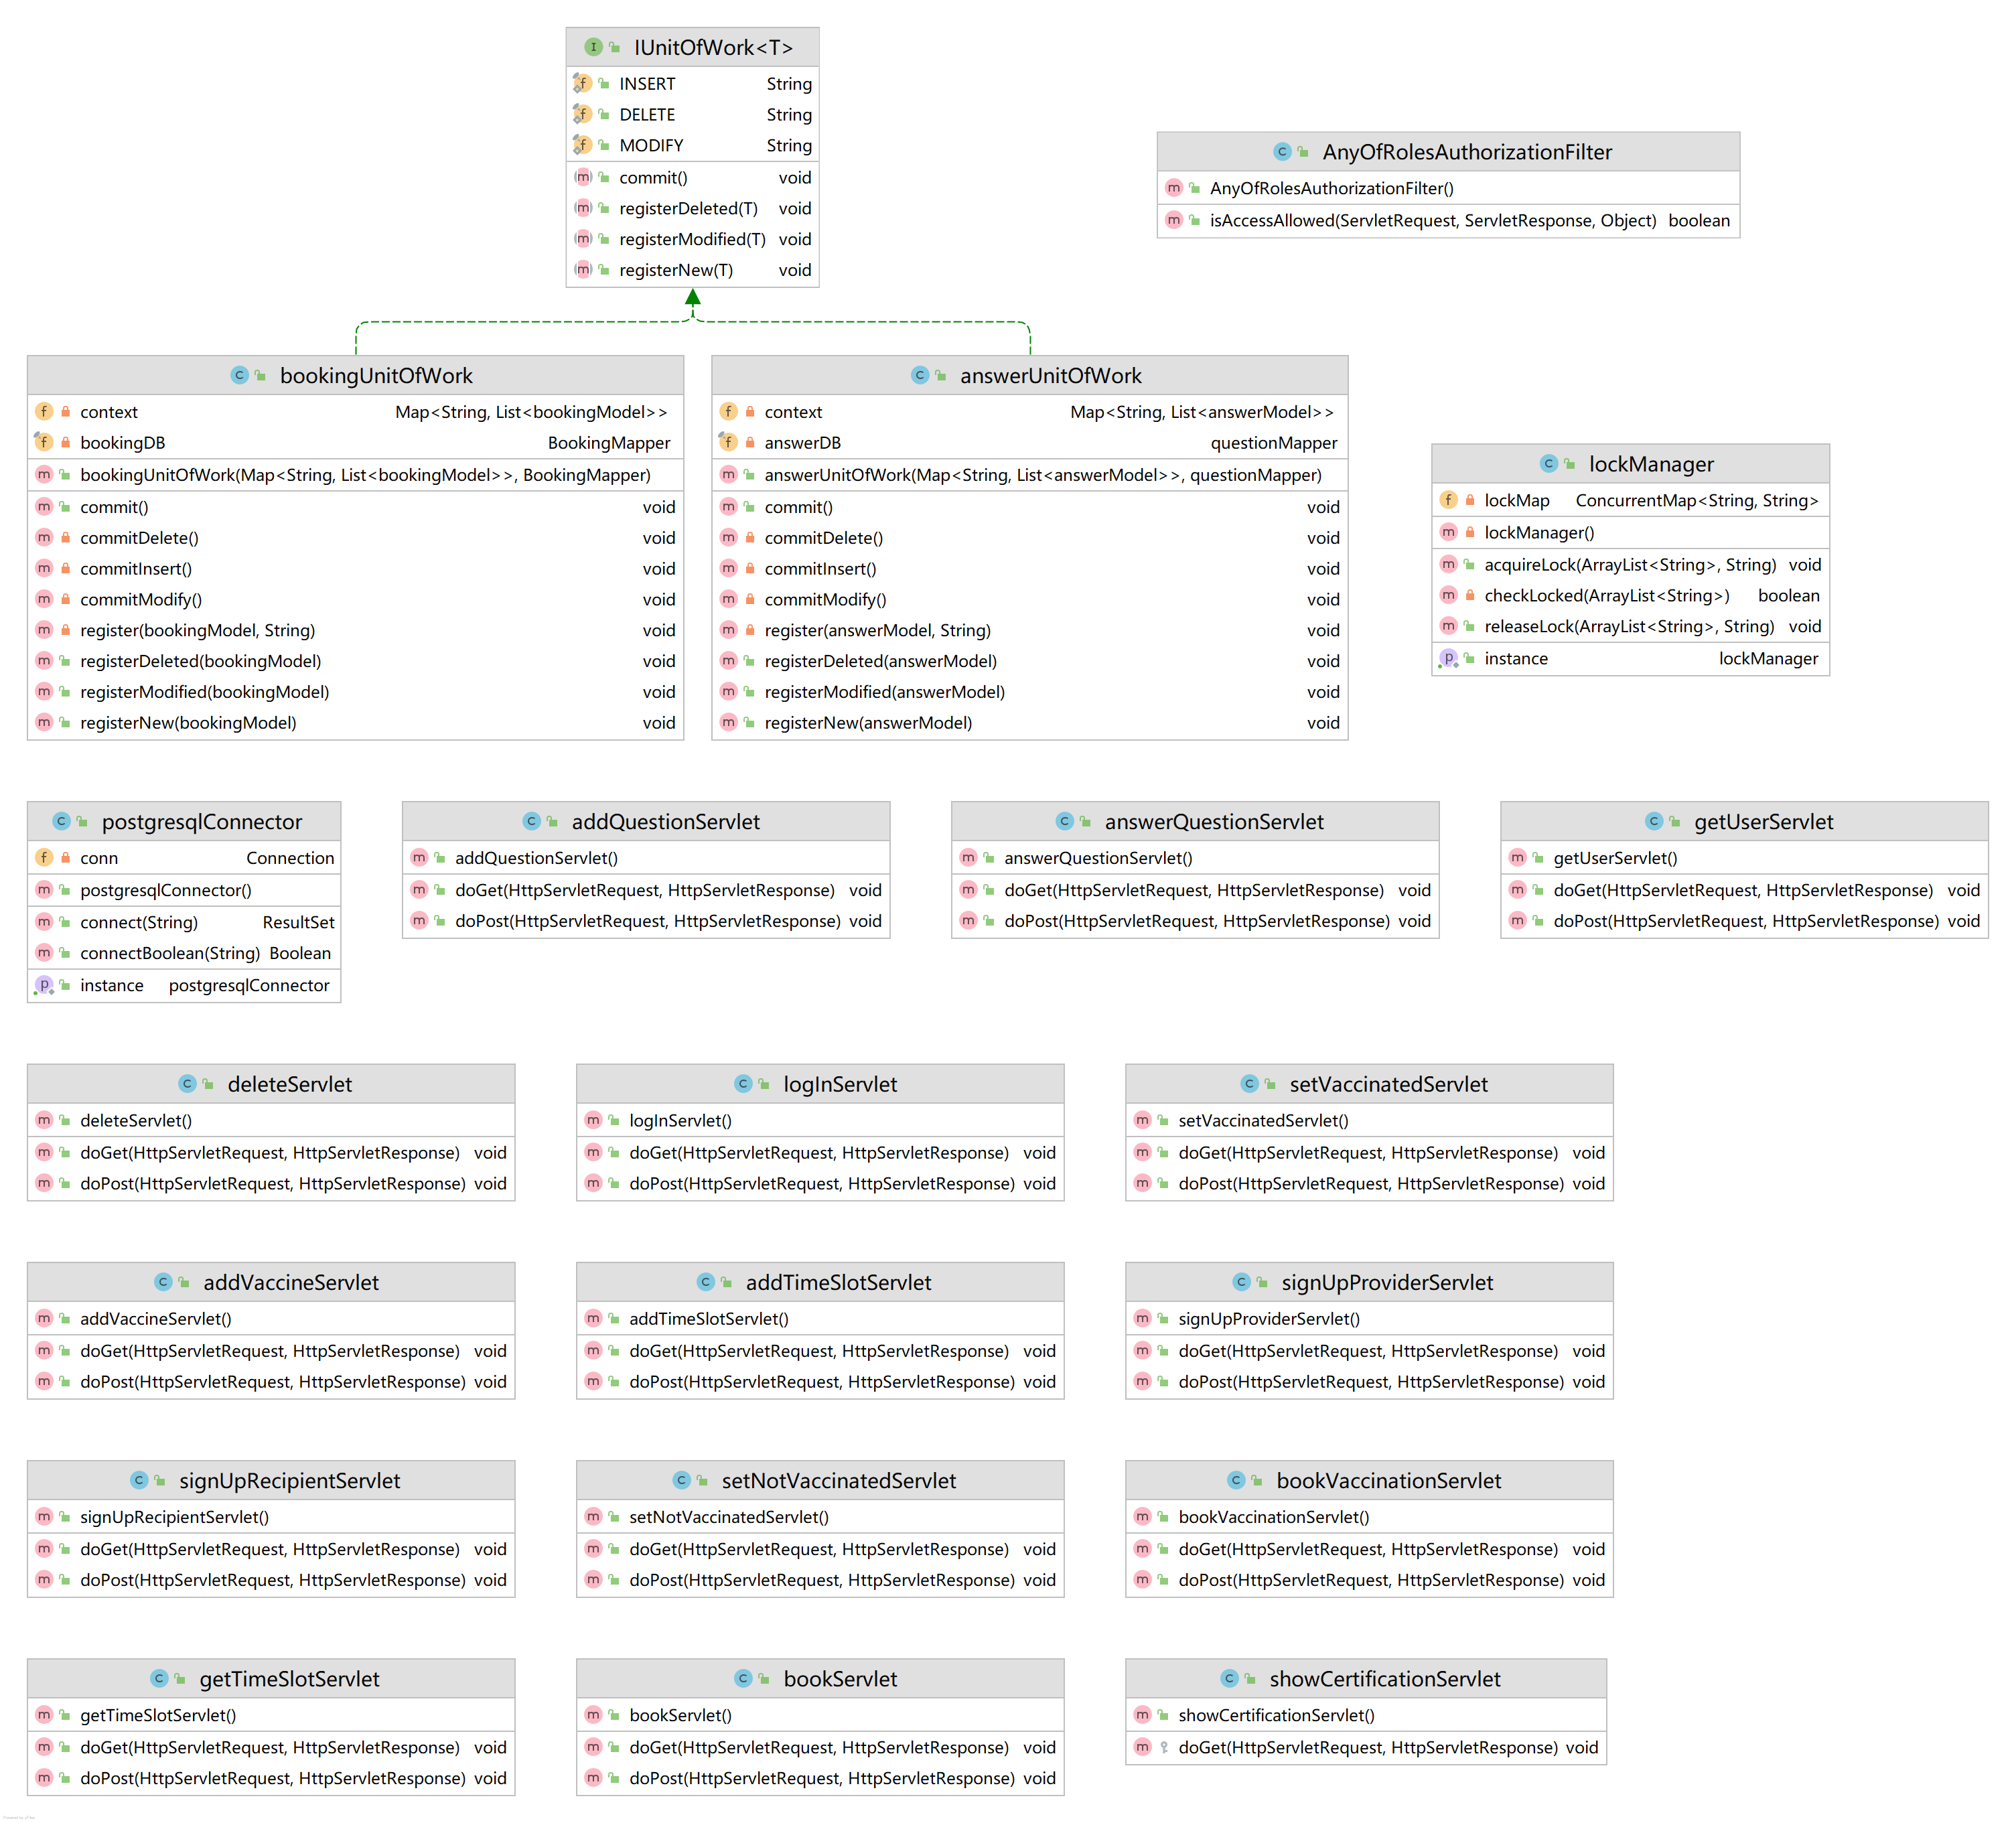 IUnitOfWork<T>
INSERT String
DELETE String
MODIFY String
commit() void
registerDeleted(T) void
registerModified(T) void
registerNew(T) void
AnyOfRolesAuthorizationFilter
AnyOfRolesAuthorizationFilter()
isAccessAllowed(ServletRequest, ServletResponse, Object) boolean
bookingUnitOfWork
context Map<String, List<bookingModel>>
bookingDB BookingMapper
bookingUnitOfWork(Map<String, List<bookingModel>>, BookingMapper)
commit() void
commitDelete() void
commitInsert() void
commitModify() void
register(bookingModel, String) void
registerDeleted(bookingModel) void
registerModified(bookingModel) void
registerNew(bookingModel) void
answerUnitOfWork
context Map<String, List<answerModel>>
answerDB questionMapper
answerUnitOfWork(Map<String, List<answerModel>>, questionMapper)
commit() void
commitDelete() void
commitInsert() void
commitModify() void
register(answerModel, String) void
registerDeleted(answerModel) void
registerModified(answerModel) void
registerNew(answerModel) void
lockManager
lockMap ConcurrentMap<String, String>
lockManager()
acquireLock(ArrayList<String>, String) void
checkLocked(ArrayList<String>) boolean
releaseLock(ArrayList<String>, String) void
instance lockManager
postgresqlConnector
conn Connection
postgresqlConnector()
connect(String) ResultSet
connectBoolean(String) Boolean
instance postgresqlConnector
addQuestionServlet
addQuestionServlet()
doGet(HttpServletRequest, HttpServletResponse) void
doPost(HttpServletRequest, HttpServletResponse) void
answerQuestionServlet
answerQuestionServlet()
doGet(HttpServletRequest, HttpServletResponse) void
doPost(HttpServletRequest, HttpServletResponse) void
getUserServlet
getUserServlet()
doGet(HttpServletRequest, HttpServletResponse) void
doPost(HttpServletRequest, HttpServletResponse) void
deleteServlet
deleteServlet()
doGet(HttpServletRequest, HttpServletResponse) void
doPost(HttpServletRequest, HttpServletResponse) void
logInServlet
logInServlet()
doGet(HttpServletRequest, HttpServletResponse) void
doPost(HttpServletRequest, HttpServletResponse) void
setVaccinatedServlet
setVaccinatedServlet()
doGet(HttpServletRequest, HttpServletResponse) void
doPost(HttpServletRequest, HttpServletResponse) void
addVaccineServlet
addVaccineServlet()
doGet(HttpServletRequest, HttpServletResponse) void
doPost(HttpServletRequest, HttpServletResponse) void
addTimeSlotServlet
addTimeSlotServlet()
doGet(HttpServletRequest, HttpServletResponse) void
doPost(HttpServletRequest, HttpServletResponse) void
signUpProviderServlet
signUpProviderServlet()
doGet(HttpServletRequest, HttpServletResponse) void
doPost(HttpServletRequest, HttpServletResponse) void
signUpRecipientServlet
signUpRecipientServlet()
doGet(HttpServletRequest, HttpServletResponse) void
doPost(HttpServletRequest, HttpServletResponse) void
setNotVaccinatedServlet
setNotVaccinatedServlet()
doGet(HttpServletRequest, HttpServletResponse) void
doPost(HttpServletRequest, HttpServletResponse) void
bookVaccinationServlet
bookVaccinationServlet()
doGet(HttpServletRequest, HttpServletResponse) void
doPost(HttpServletRequest, HttpServletResponse) void
getTimeSlotServlet
getTimeSlotServlet()
doGet(HttpServletRequest, HttpServletResponse) void
doPost(HttpServletRequest, HttpServletResponse) void
bookServlet
bookServlet()
doGet(HttpServletRequest, HttpServletResponse) void
doPost(HttpServletRequest, HttpServletResponse) void
showCertificationServlet
showCertificationServlet()
doGet(HttpServletRequest, HttpServletResponse) void